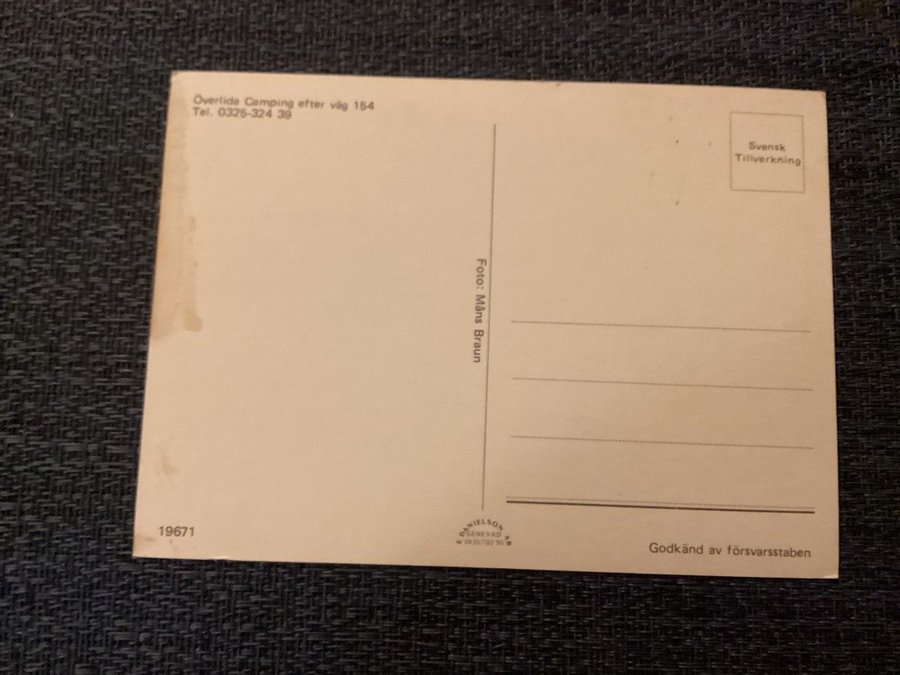 Överlida Camping efter väg 154
Tel. 0325-324 39
Svensk
Tillverkning
Foto: Måns Braun
19671
DANIELSON AB
GENEVAD
Godkänd av försvarsstaben